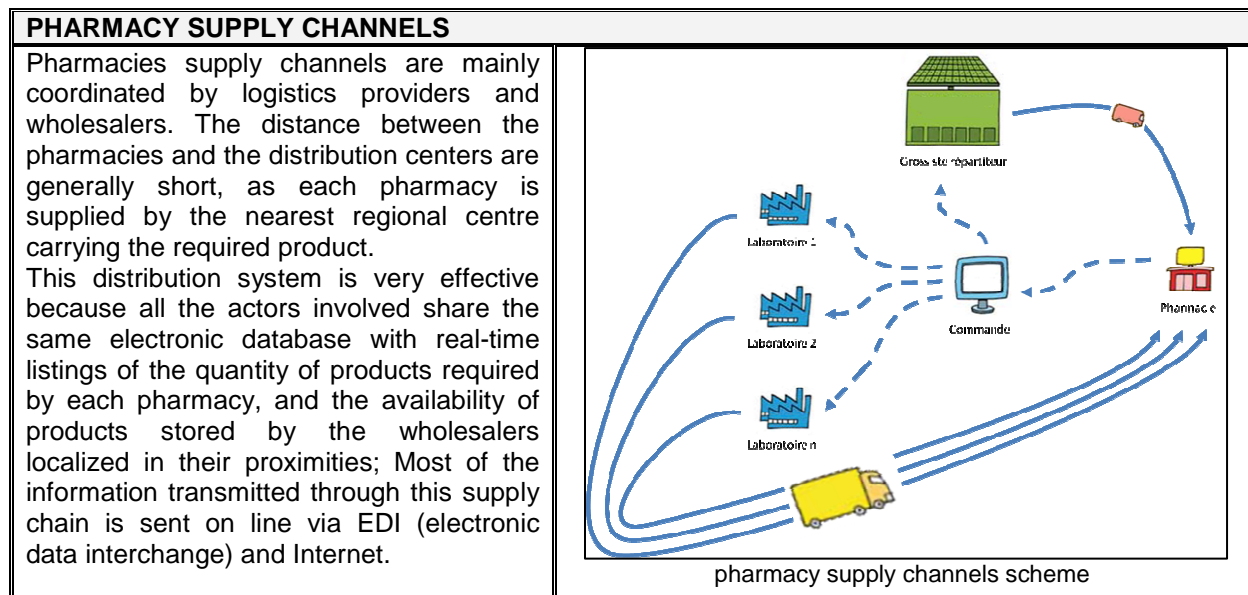 PHARMACY SUPPLY CHANNELS
Pharmacies supply channels are mainly
coordinated by logistics providers and
wholesalers. The distance between the
pharmacies and the distribution centers are
generally short, as each pharmacy is
supplied by the nearest regional centre
carrying the required product.
This distribution system is very effective
because all the actors involved share the
same electronic database with real-time
listings of the quantity of products required
by each pharmacy, and the availability of
products stored by the wholesalers
localized in their proximities; Most of the
information transmitted through this supply
chain is sent on line via EDI (electronic
data interchange) and Internet.
Grossiste répartiteur
Laboratoire 1
Laboratoire 2
Laboratoire n
Commande
Pharmacie
pharmacy supply channels scheme